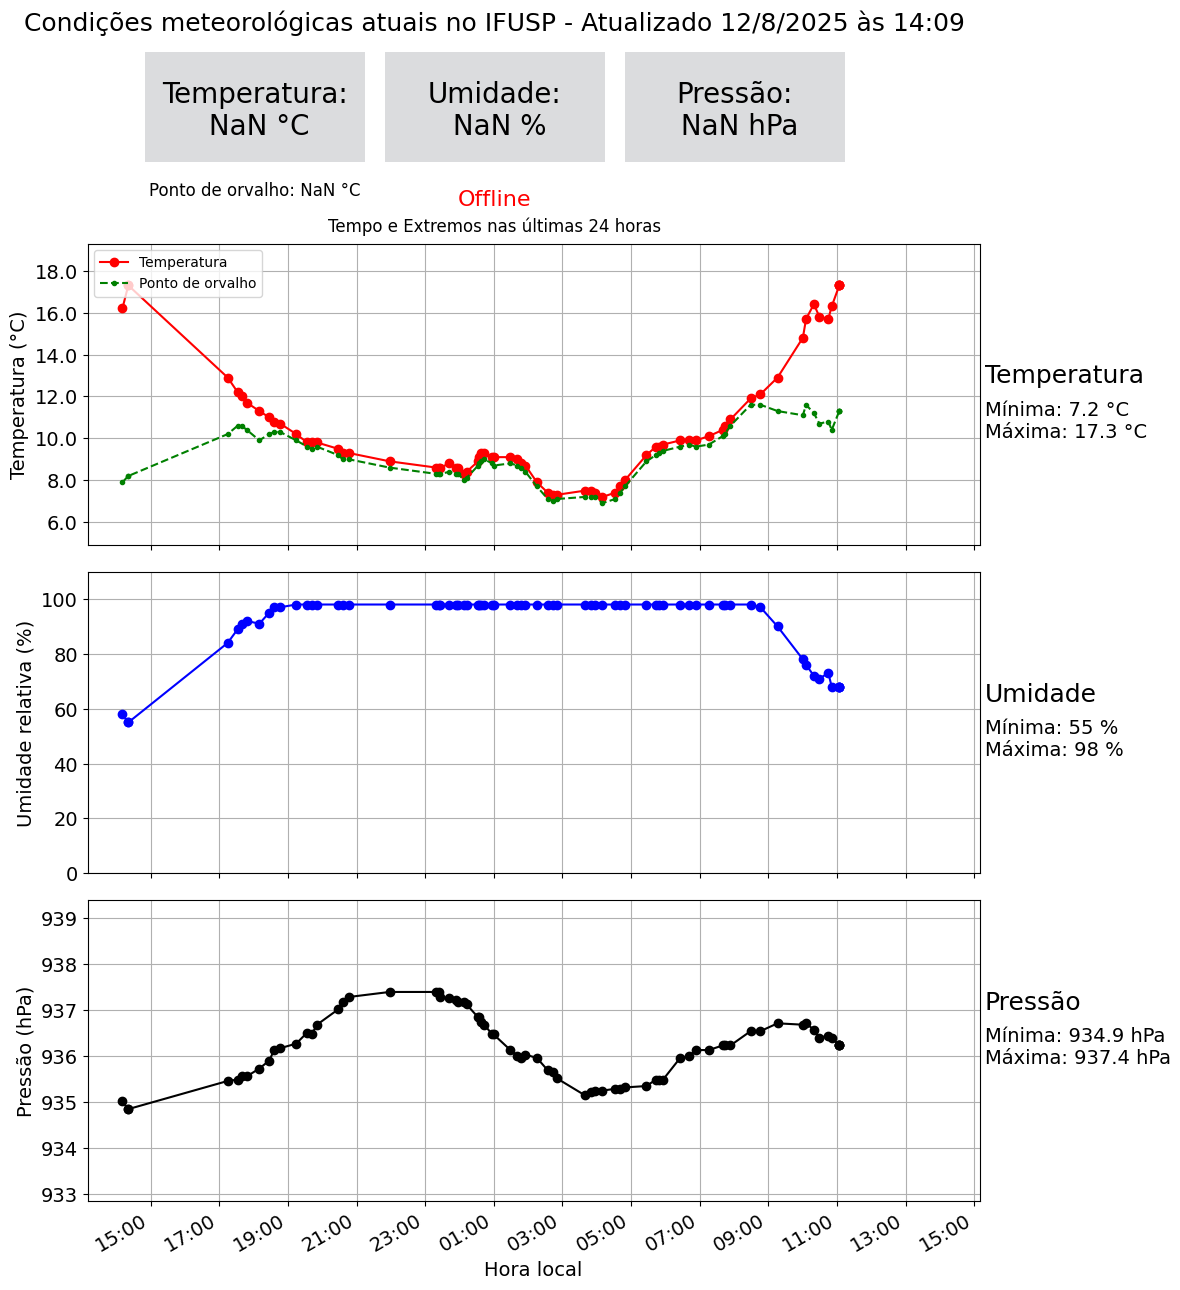 Condições meteorológicas atuais no IFUSP - Atualizado 12/8/2025 às 14:09
Temperatura:
NaN °C
Umidade:
NaN %
Pressão:
NaN hPa
Ponto de orvalho: NaN °C
Offline
Tempo e Extremos nas últimas 24 horas
Temperatura
Ponto de orvalho
Temperatura (°C)
18.0
16.0
14.0
12.0
10.0
8.0
6.0
Temperatura
Mínima: 7.2 °C
Máxima: 17.3 °C
Umidade relativa (%)
100
80
60
40
20
0
Umidade
Mínima: 55 %
Máxima: 98 %
Pressão (hPa)
939
938
937
936
935
934
933
Pressão
Mínima: 934.9 hPa
Máxima: 937.4 hPa
15:00 17:00 19:00 21:00 23:00 01:00 03:00 05:00 07:00 09:00 11:00 13:00 15:00
Hora local